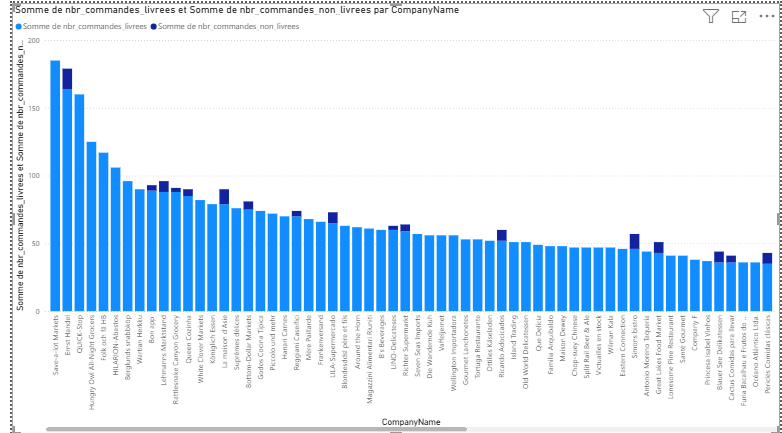 Somme de nbr_commandes_livrees et Somme de nbr_commandes_non_livrees par CompanyName
Somme de nbr_commandes_livrees Somme de nbr_commandes_non_livrees
Somme de nbr_commandes_livrees et Somme de nbr_commandes_n...
200
150
100
50
0
Save-a-lot Markets
Ernst Handel
QUICK-Stop
Hungry Owl All-Night Grocers
Folk och fä HB
HILARION-Abastos
Berglunds snabbköp
Wartian Herkku
Bon app
Lehmanns Marktstand
Rattlesnake Canyon Grocery
Queen Cozinha
White Clover Markets
Königlich Essen
La maison d'Asie
Suprêmes délices
Bottom-Dollar Markets
Godos Cocina Típica
Piccolo und mehr
Hanari Carnes
Reggiani Caseifici
Mère Paillarde
Frankenversand
LILA-Supermercado
Blondesddsl père et fils
Around the Horn
Magazzini Alimentari Riuniti
B's Beverages
LINO-Delicateses
Richter Supermarkt
Seven Seas Imports
Die Wandernde Kuh
Vaffeljernet
Wellington Importadora
Gourmet Lanchonetes
Tortuga Restaurante
Ottilies Käseladen
Ricardo Adocicados
Island Trading
Old World Delicatessen
Que Delícia
Familia Arquibaldo
Maison Dewey
Chop-suey Chinese
Split Rail Beer & Ale
Victuailles en stock
Wilman Kala
Eastern Connection
Simons bistro
Antonio Moreno Taquería
Great Lakes Food Market
Lonesome Pine Restaurant
Santé Gourmet
Company F
Princesa Isabel Vinhos
Blauer See Delikatessen
Cactus Comidas para llevar
Furia Bacalhau e Frutos do ...
Océano Atlántico Ltda.
Pericles Comidas clásicas
CompanyName